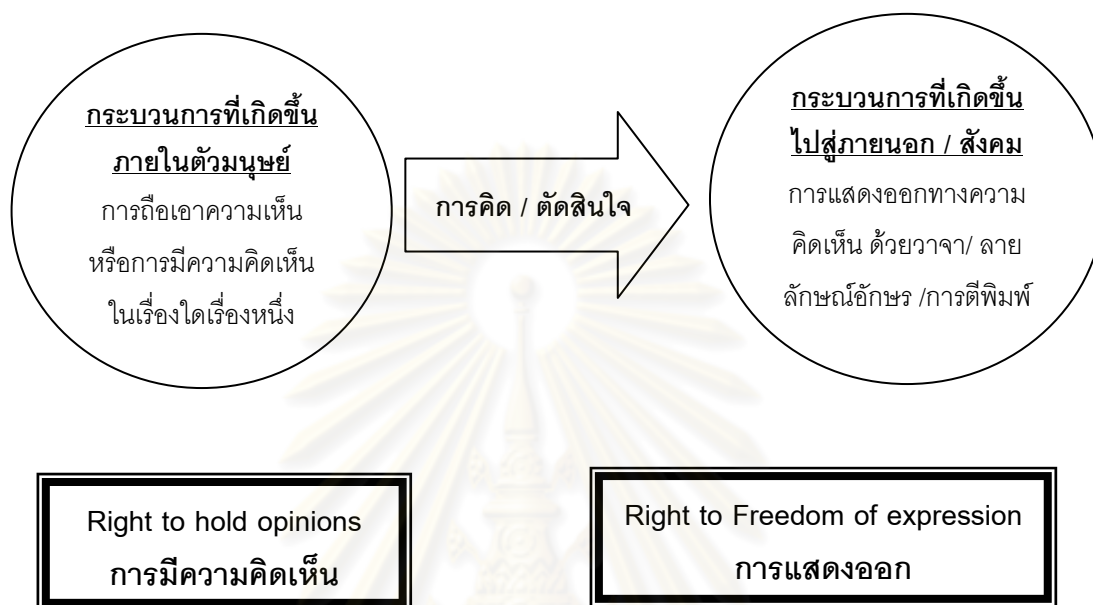 กระบวนการที่เกิดขึ้น
ภายในตัวมนุษย์
การถือเอาความเห็น
หรือการมีความคิดเห็น
ในเรื่องใดเรื่องหนึ่ง
การคิด / ตัดสินใจ
กระบวนการที่เกิดขึ้น
ไปสู่ภายนอก / สังคม
การแสดงออกทางความ
คิดเห็น ด้วยวาจา/ ลาย
ลักษณ์อักษร /การตีพิมพ์
Right to hold opinions
การมีความคิดเห็น
Right to Freedom of expression
การแสดงออก